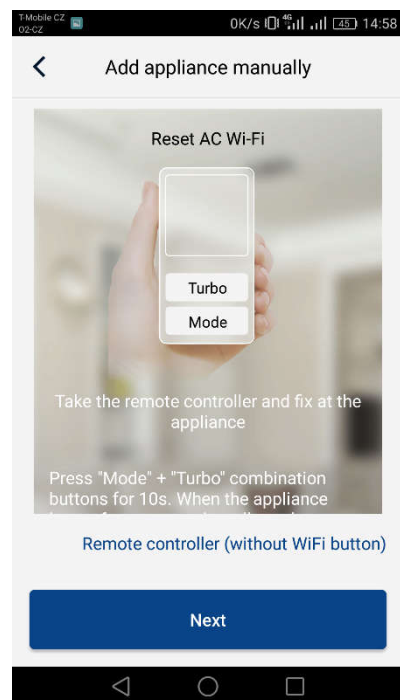 T-Mobile CZ
O2-CZ
0K/s 4G 45 14:58
Add appliance manually
Reset AC Wi-Fi
Turbo
Mode
Take the remote controller and fix at the
appliance
Press "Mode" + "Turbo" combination
buttons for 10s. When the appliance
Remote controller (without WiFi button)
Next